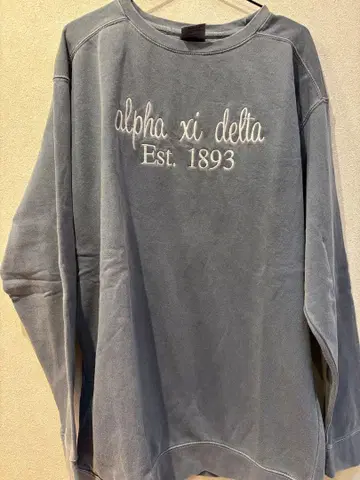 alpha xi delta
Est. 1893